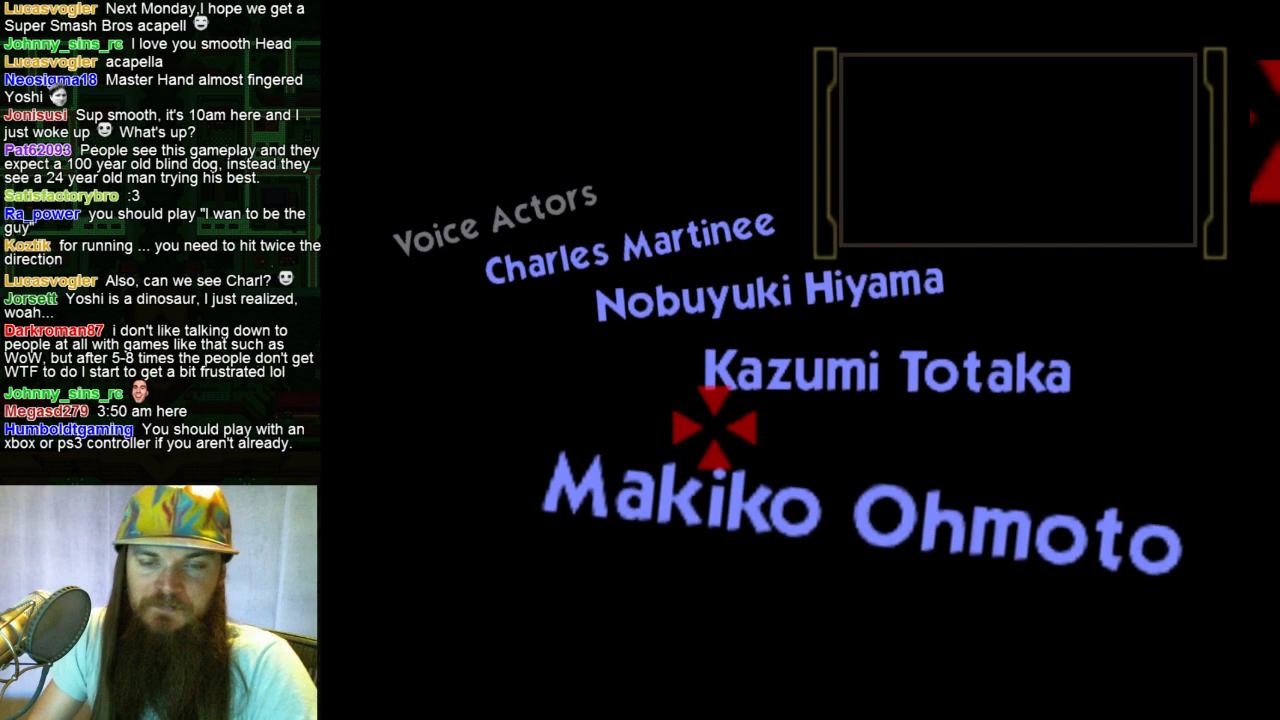 Lucasvogler Next Monday,I hope we get a
Super Smash Bros acapell
Johnny_sins_rc I love you smooth Head
Lucasvogler acapella
Neosigma18 Master Hand almost fingered
Yoshi
Jonisusi Sup smooth, it's 10am here and I
just woke up What's up?
Pat62093 People see this gameplay and they
expect a 100 year old blind dog, instead they
see a 24 year old man trying his best.
Satisfactorybro :3
Ra_power you should play "I wan to be the
guy"
Koztik for running ... you need to hit twice the
direction
Lucasvogler Also, can we see Charl?
Jorsett Yoshi is a dinosaur, I just realized,
woah...
Darkroman87 i don't like talking down to
people at all with games like that such as
WoW, but after 5-8 times the people don't get
WTF to do I start to get a bit frustrated lol
Johnny_sins_rc
Megasd279 3:50 am here
Humboldtgaming You should play with an
xbox or ps3 controller if you aren't already.
Voice Actors
Charles Martinee
Nobuyuki Hiyama
Kazumi Totaka
Makiko Ohmoto